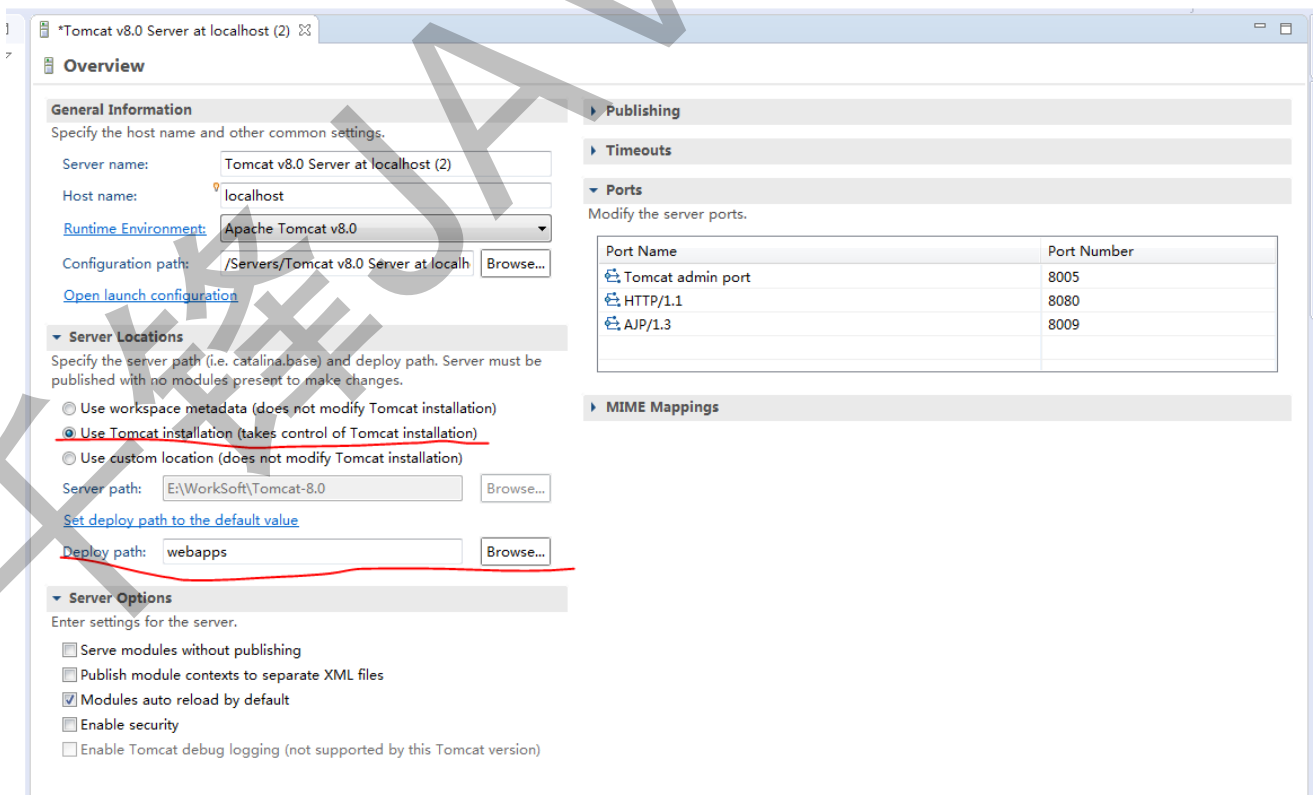 *Tomcat v8.0 Server at localhost (2)
Overview
General Information
Specify the host name and other common settings.
Server name: Tomcat v8.0 Server at localhost (2)
Host name: localhost
Runtime Environment: Apache Tomcat v8.0
Configuration path: /Servers/Tomcat v8.0 Server at localh Browse...
Open launch configuration
Server Locations
Specify the server path (i.e. catalina.base) and deploy path. Server must be
published with no modules present to make changes.
Use workspace metadata (does not modify Tomcat installation)
Use Tomcat installation (takes control of Tomcat installation)
Use custom location (does not modify Tomcat installation)
Server path: E:\WorkSoft\Tomcat-8.0 Browse...
Set deploy path to the default value
Deploy path: webapps Browse...
Server Options
Enter settings for the server.
Serve modules without publishing
Publish module contexts to separate XML files
Modules auto reload by default
Enable security
Enable Tomcat debug logging (not supported by this Tomcat version)
Publishing
Timeouts
Ports
Modify the server ports.
Port Name Port Number
Tomcat admin port 8005
HTTP/1.1 8080
AJP/1.3 8009
MIME Mappings
千锋JAV